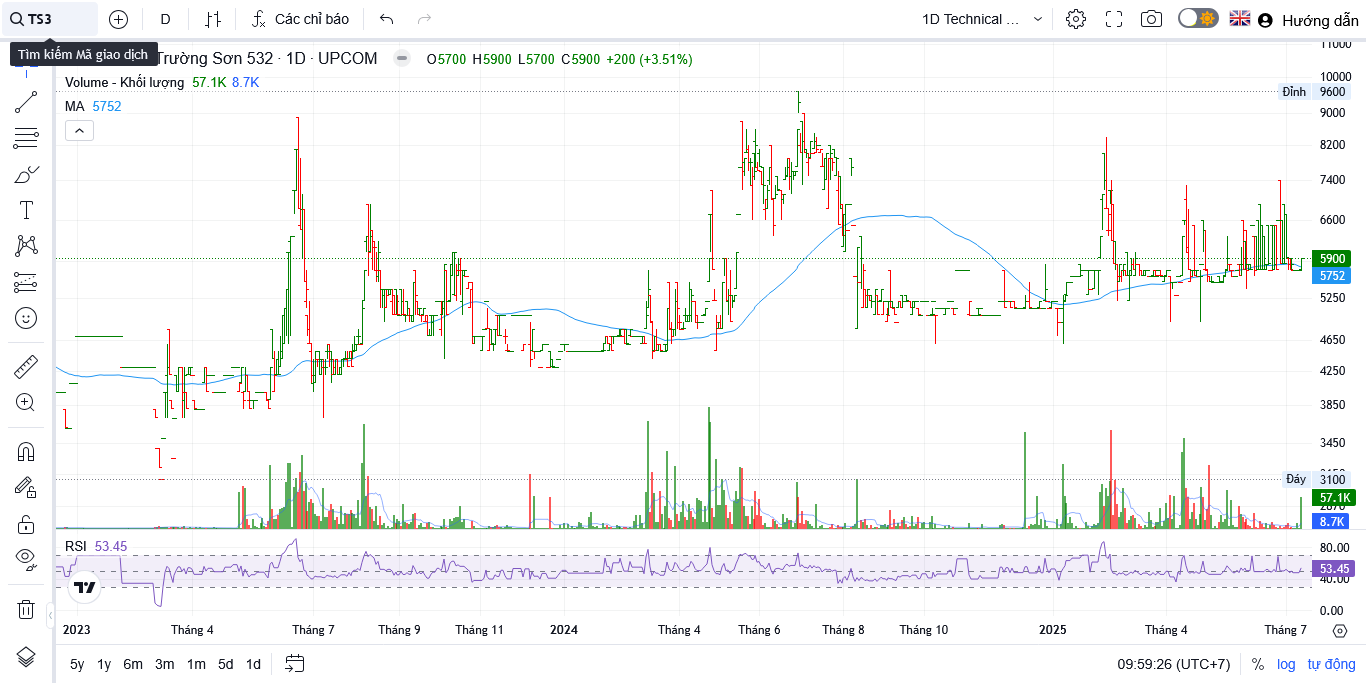 TS3
D
Các chỉ báo
1D Technical ...
Hướng dẫn
Tìm kiếm Mã giao dịch
Trường Sơn 532 · 1D · UPCOM
O5700 H5900 L5700 C5900 +200 (+3.51%)
Volume - Khối lượng 57.1K 8.7K
MA 5752
11000
10000
Đỉnh 9600
9000
8200
7400
6600
5900
5752
5250
4650
4250
3850
3450
3150
Đáy 3100
57.1K
2870
8.7K
RSI 53.45
80.00
53.45
40.00
0.00
2023 Tháng 4 Tháng 7 Tháng 9 Tháng 11 2024 Tháng 4 Tháng 6 Tháng 8 Tháng 10 2025 Tháng 4 Tháng 7
5y 1y 6m 3m 1m 5d 1d
09:59:26 (UTC+7) % log tự động